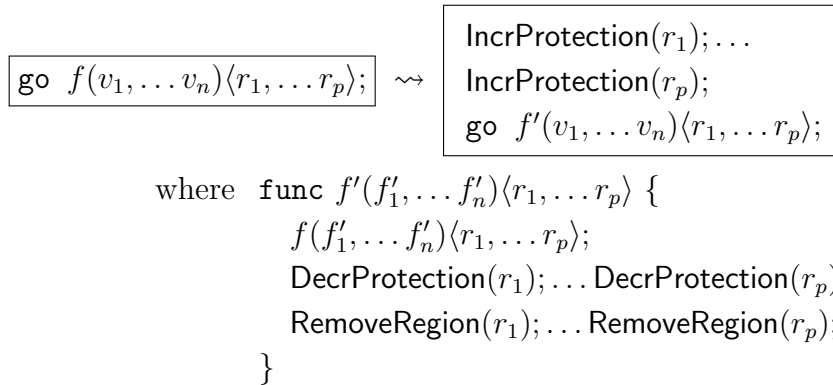 go f(v₁, … vₙ)⟨r₁, … rₚ⟩; ⇝ IncrProtection(r₁); …
IncrProtection(rₚ);
go f′(v₁, … vₙ)⟨r₁, … rₚ⟩;
where func f′(f′₁, … f′ₙ)⟨r₁, … rₚ⟩ {
f(f′₁, … f′ₙ)⟨r₁, … rₚ⟩;
DecrProtection(r₁); … DecrProtection(rₚ)
RemoveRegion(r₁); … RemoveRegion(rₚ);
}